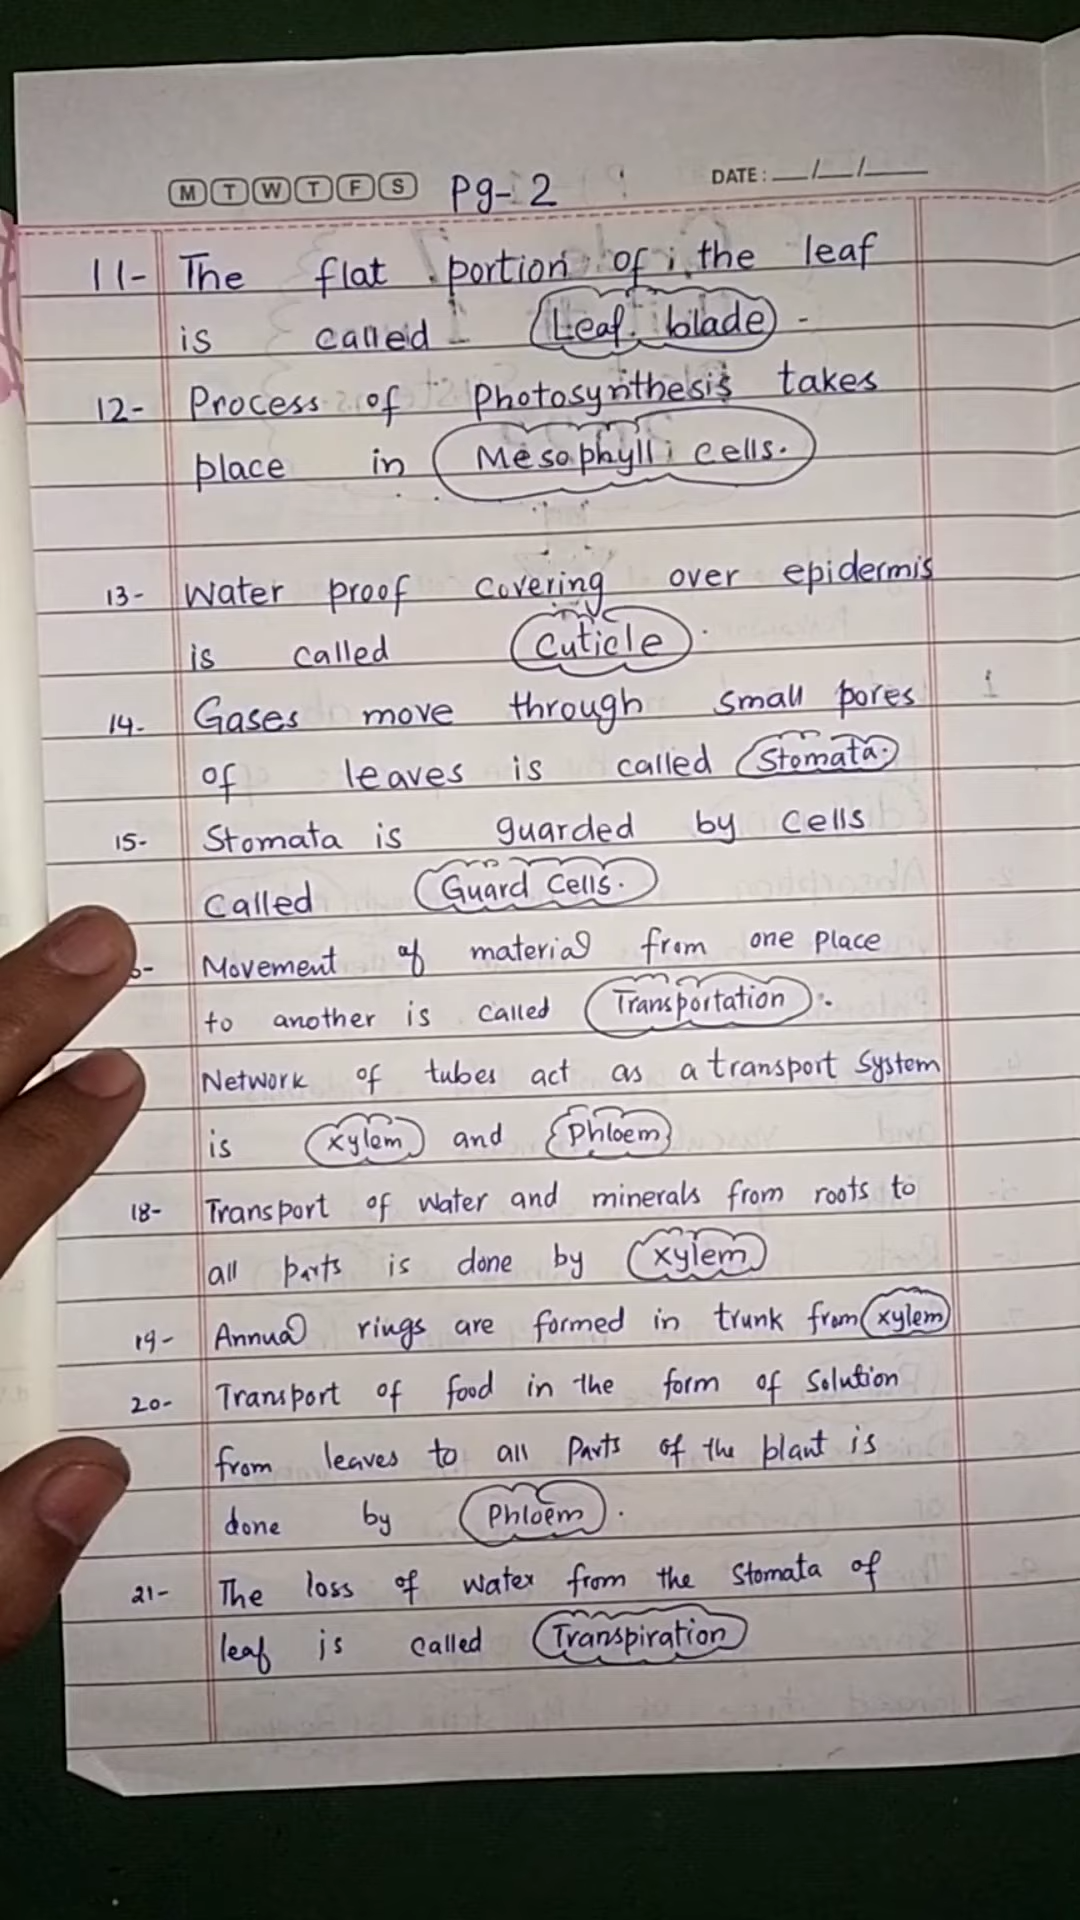 M T W T F S Pg-2 DATE: __/__/__
11- The flat portion of the leaf
is called Leaf blade.
12- Process of Photosynthesis takes
place in Mesophyll cells.
13- Water proof covering over epidermis
is called Cuticle.
14- Gases move through small pores
of leaves is called Stomata.
15- Stomata is guarded by cells
called Guard Cells.
6- Movement of material from one place
to another is called Transportation.
Network of tubes act as a transport system
is xylem and Phloem
18- Transport of water and minerals from roots to
all parts is done by xylem
19- Annual rings are formed in trunk from xylem
20- Transport of food in the form of solution
from leaves to all parts of the plant is
done by Phloem.
21- The loss of water from the stomata of
leaf is called Transpiration